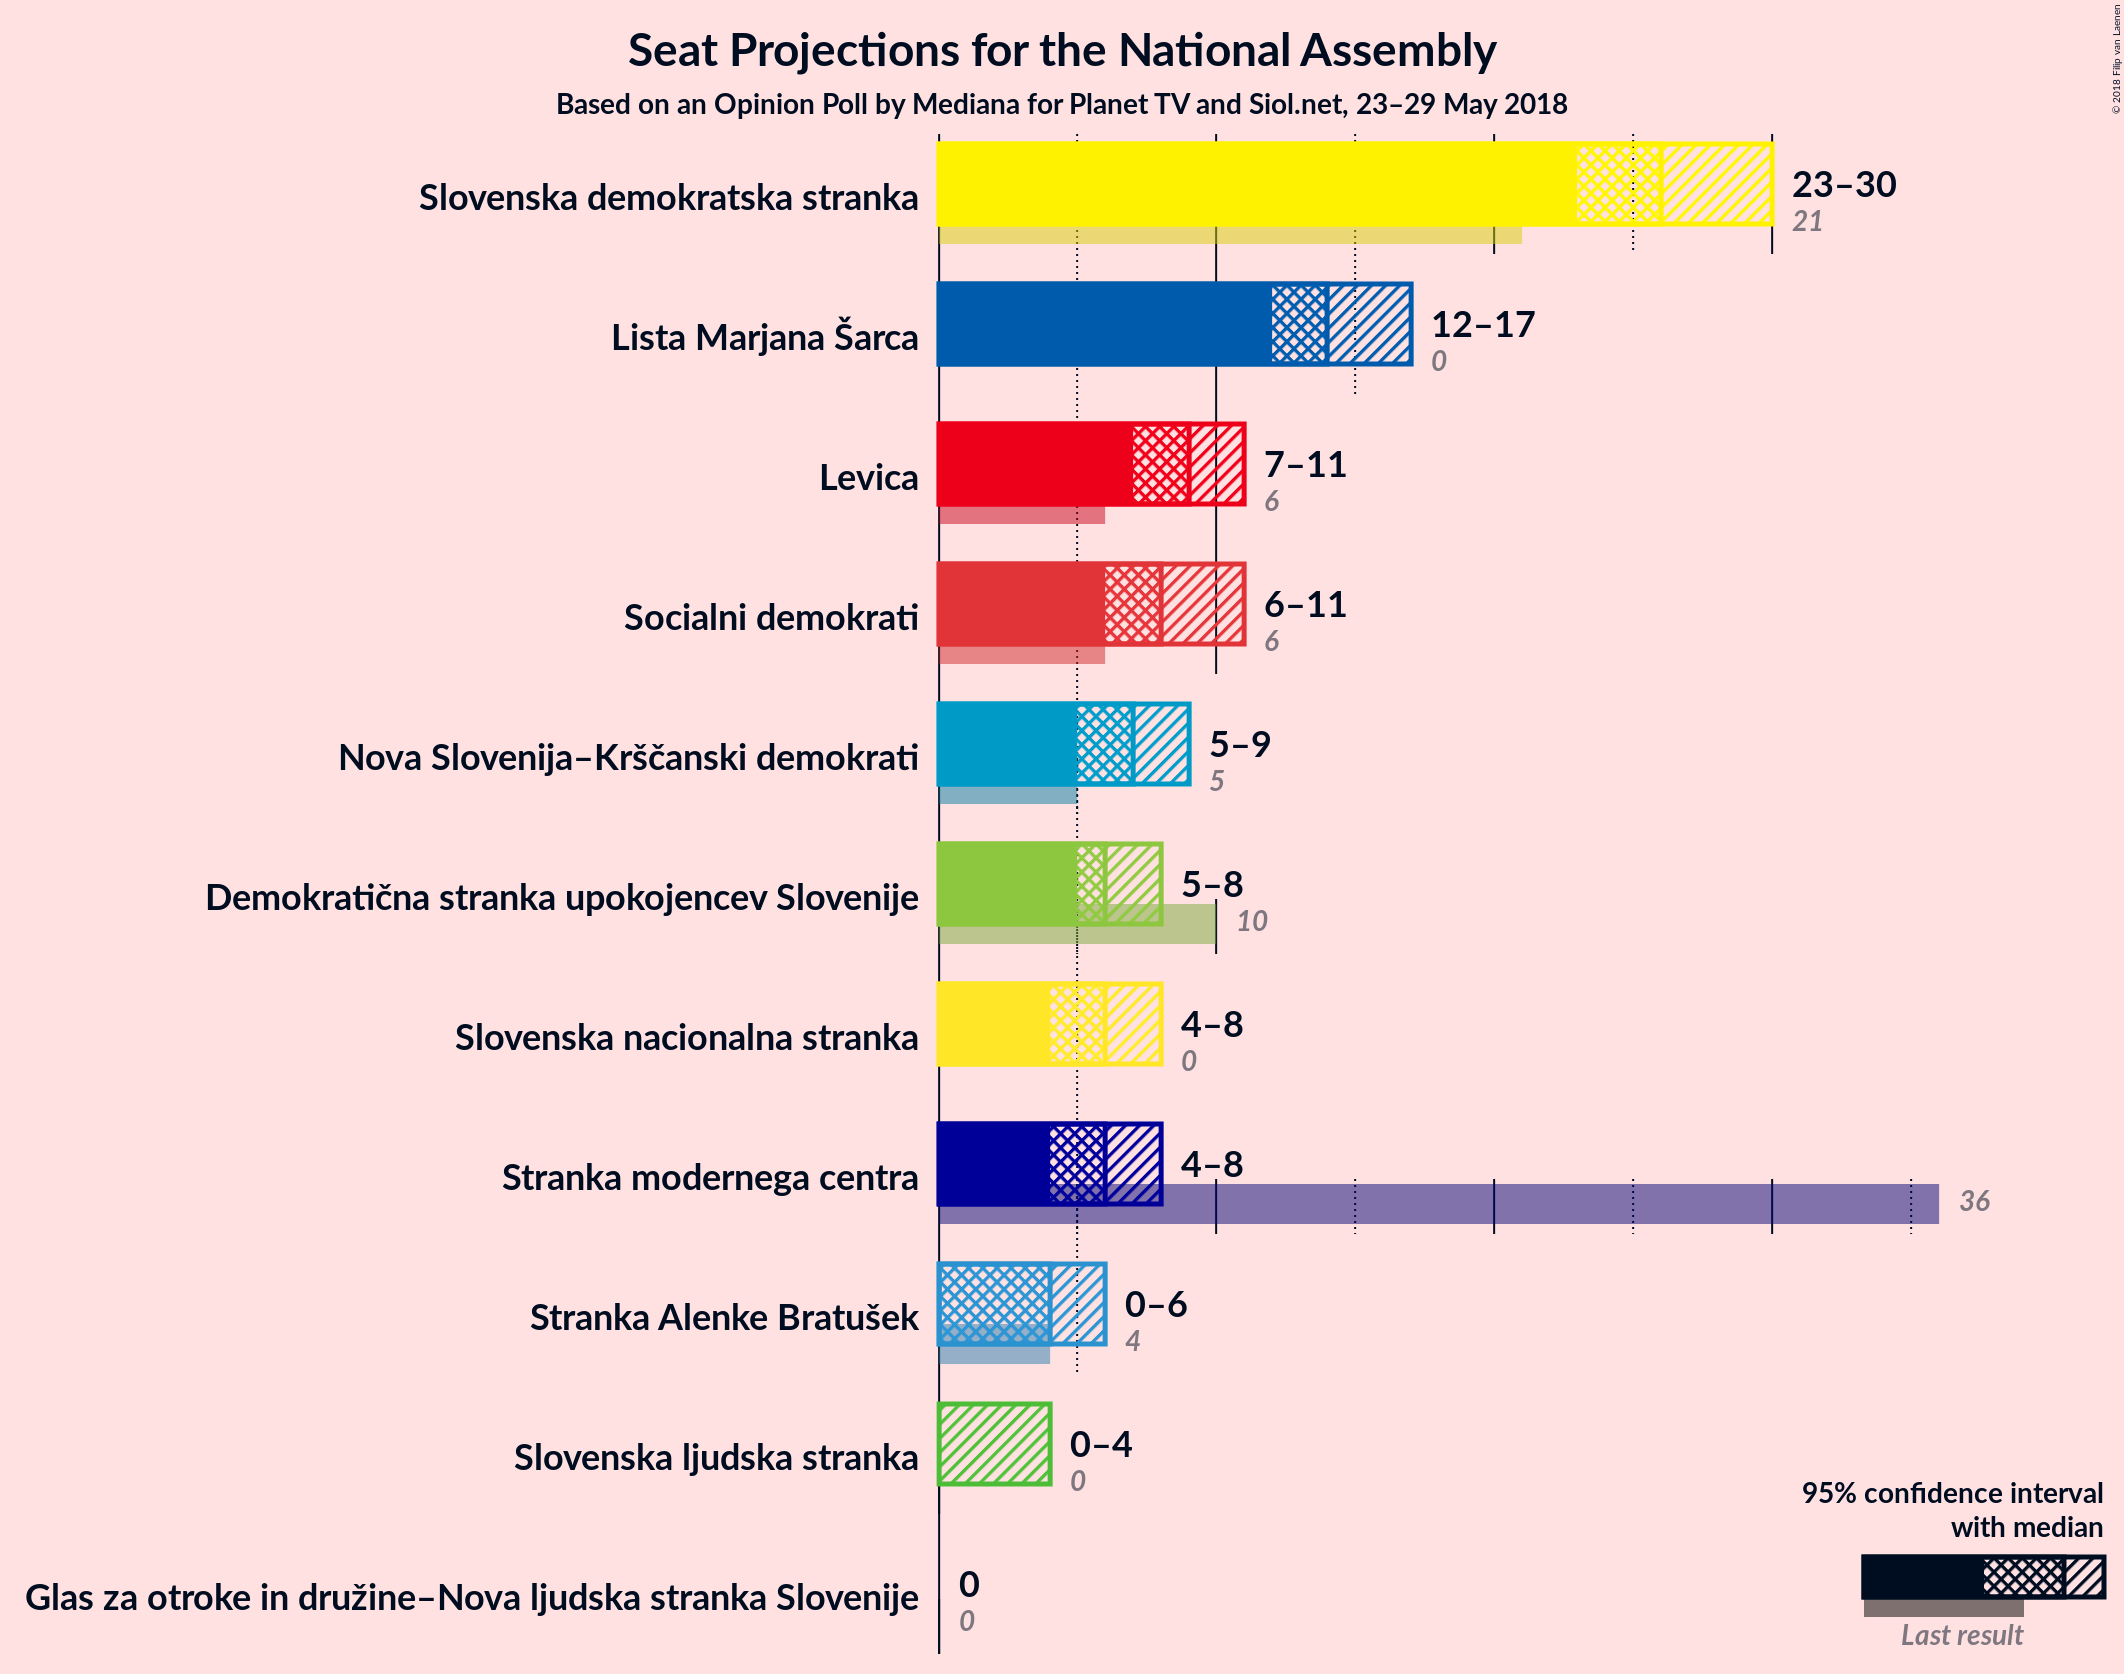 Seat Projections for the National Assembly
Based on an Opinion Poll by Mediana for Planet TV and Siol.net, 23–29 May 2018
© 2018 Filip van Laenen
Slovenska demokratska stranka
23–30
21
Lista Marjana Šarca
12–17
0
Levica
7–11
6
Socialni demokrati
6–11
6
Nova Slovenija–Krščanski demokrati
5–9
5
Demokratična stranka upokojencev Slovenije
5–8
10
Slovenska nacionalna stranka
4–8
0
Stranka modernega centra
4–8
36
Stranka Alenke Bratušek
0–6
4
Slovenska ljudska stranka
0–4
0
Glas za otroke in družine–Nova ljudska stranka Slovenije
0
0
95% confidence interval
with median
Last result